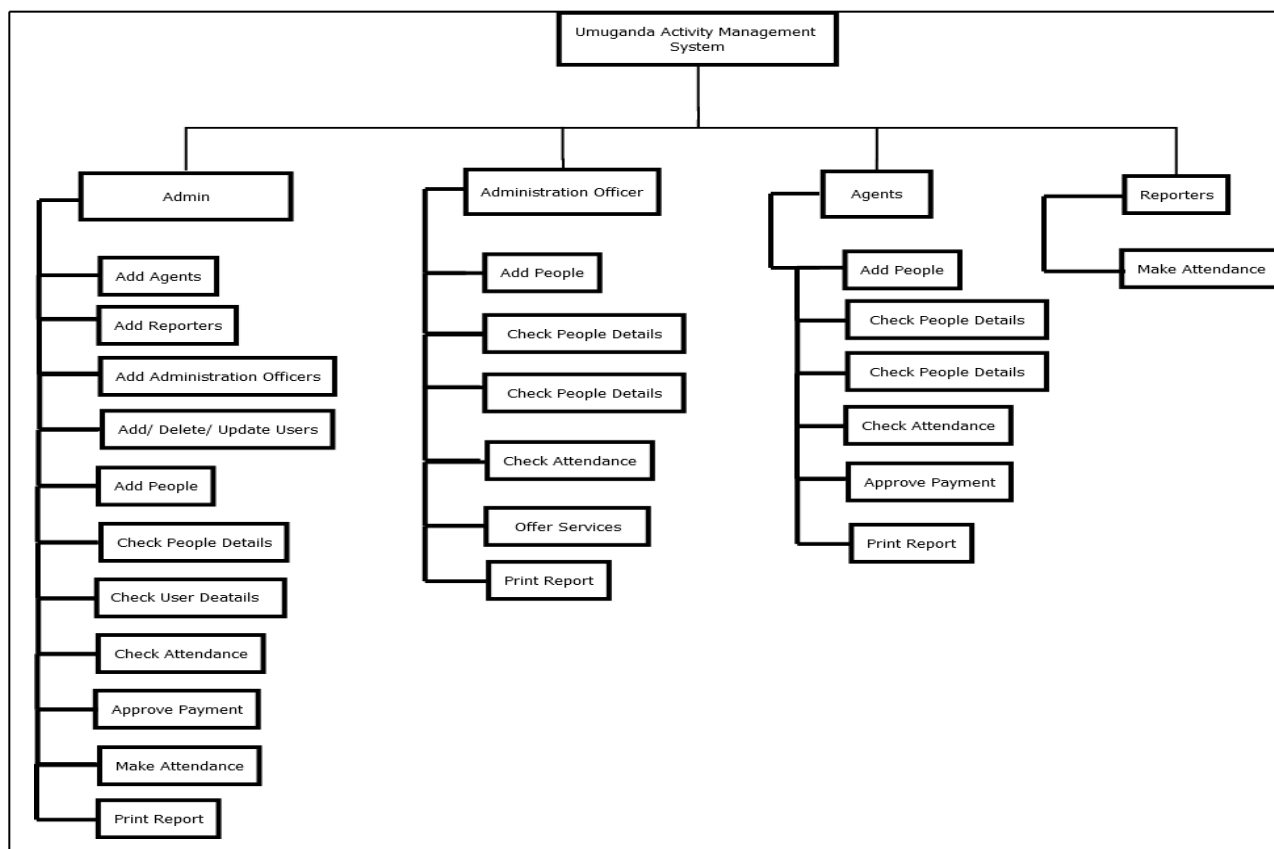 Umuganda Activity Management
System
Admin
Add Agents
Add Reporters
Add Administration Officers
Add/ Delete/ Update Users
Add People
Check People Details
Check User Deatails
Check Attendance
Approve Payment
Make Attendance
Print Report
Administration Officer
Add People
Check People Details
Check People Details
Check Attendance
Offer Services
Print Report
Agents
Add People
Check People Details
Check People Details
Check Attendance
Approve Payment
Print Report
Reporters
Make Attendance